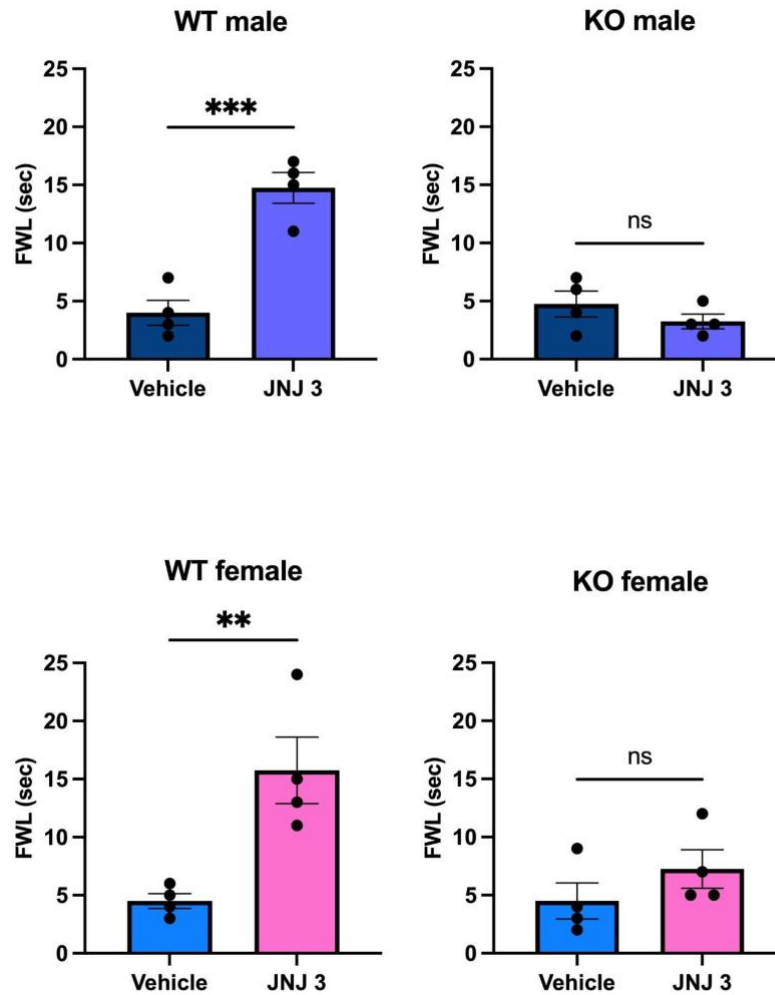 WT male
FWL (sec)
25
20
15
10
5
0
***
Vehicle JNJ 3
KO male
FWL (sec)
25
20
15
10
5
0
ns
Vehicle JNJ 3
WT female
FWL (sec)
25
20
15
10
5
0
**
Vehicle JNJ 3
KO female
FWL (sec)
25
20
15
10
5
0
ns
Vehicle JNJ 3